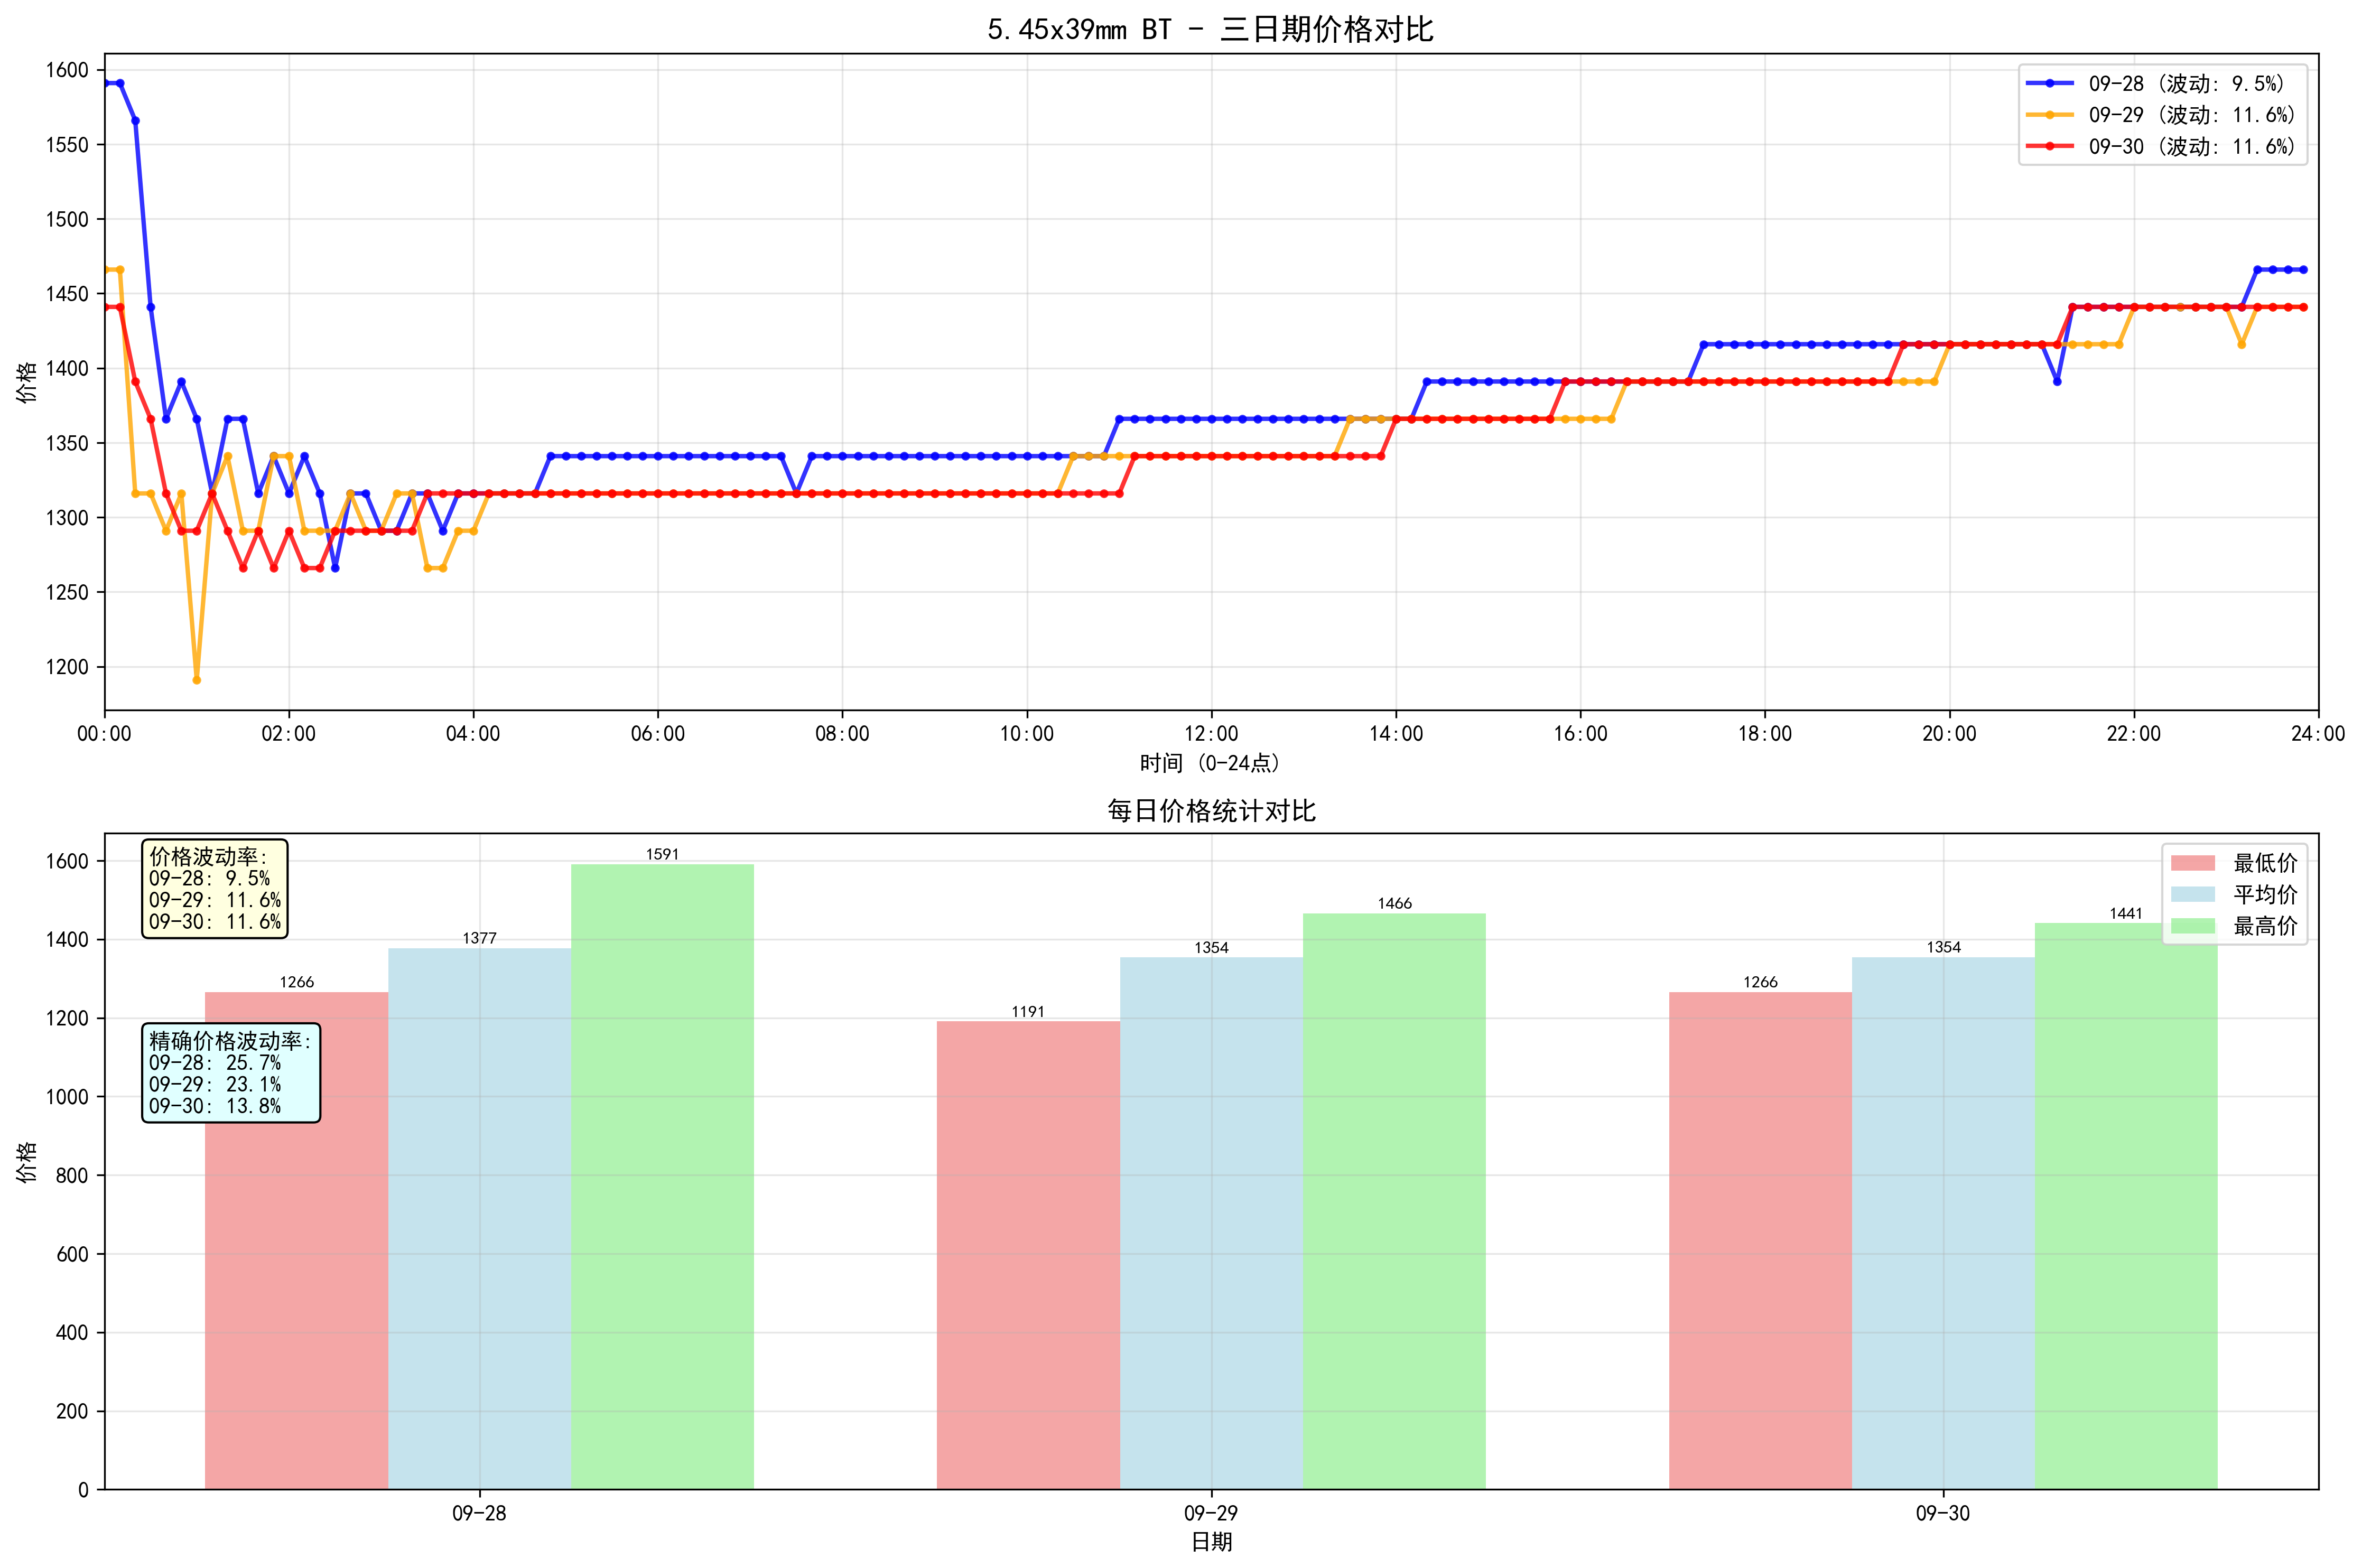 5.45x39mm BT - 三日期价格对比
1600
1550
1500
1450
1400
1350
1300
1250
1200
价格
09-28 (波动: 9.5%)
09-29 (波动: 11.6%)
09-30 (波动: 11.6%)
00:00 02:00 04:00 06:00 08:00 10:00 12:00 14:00 16:00 18:00 20:00 22:00 24:00
时间 (0-24点)
每日价格统计对比
1600
1400
1200
1000
800
600
400
200
0
价格
价格波动率:
09-28: 9.5%
09-29: 11.6%
09-30: 11.6%
精确价格波动率:
09-28: 25.7%
09-29: 23.1%
09-30: 13.8%
1266 1377 1591
1191 1354 1466
1266 1354 1441
最低价
平均价
最高价
09-28 09-29 09-30
日期